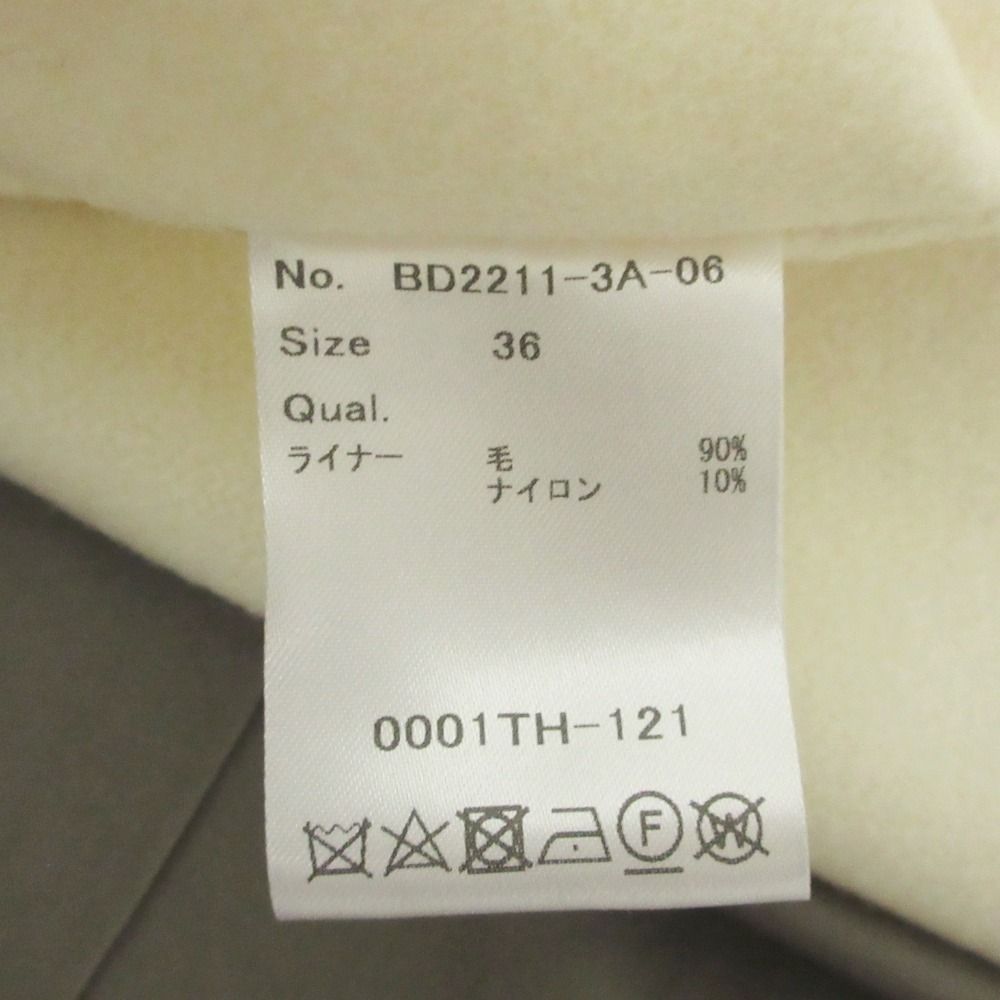 No. BD2211-3A-06
Size 36
Qual.
ライナー 毛 90%
ナイロン 10%
0001TH-121
F W